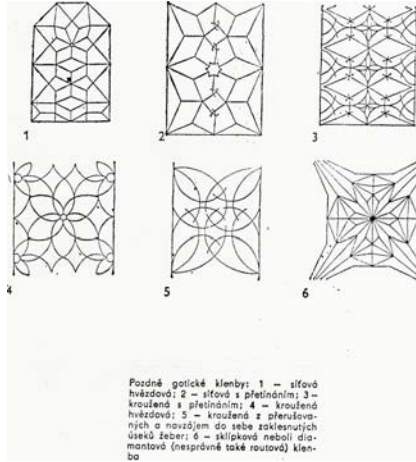 1
2
3
4
5
6
Pozdně gotické klenby: 1 — síťová
hvězdová; 2 — síťová s přetínáním; 3 —
kroužená s přetínáním; 4 — kroužená
hvězdová; 5 — kroužená z přerušova-
ných a navzájem do sebe zaklesnutých
úseků žeber; 6 — sklípková neboli dia-
mantová (nesprávně také routová) klen-
ba